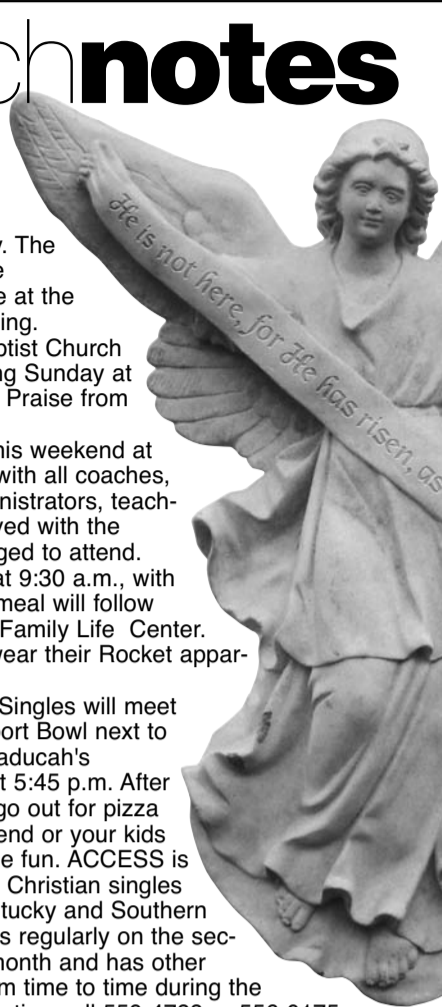 chnotes
He is not here, for He has risen, as
. The
e at the
ing.
ptist Church
ng Sunday at
Praise from
his weekend at
with all coaches,
nistrators, teach-
ved with the
ged to attend.
at 9:30 a.m., with
meal will follow
Family Life Center.
wear their Rocket appar-
Singles will meet
port Bowl next to
aducah's
t 5:45 p.m. After
go out for pizza
end or your kids
e fun. ACCESS is
Christian singles
tucky and Southern
s regularly on the sec-
month and has other
m time to time during the